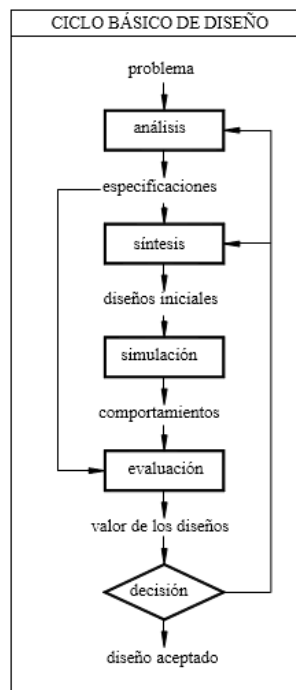 CICLO BÁSICO DE DISEÑO
problema
análisis
especificaciones
síntesis
diseños iniciales
simulación
comportamientos
evaluación
valor de los diseños
decisión
diseño aceptado